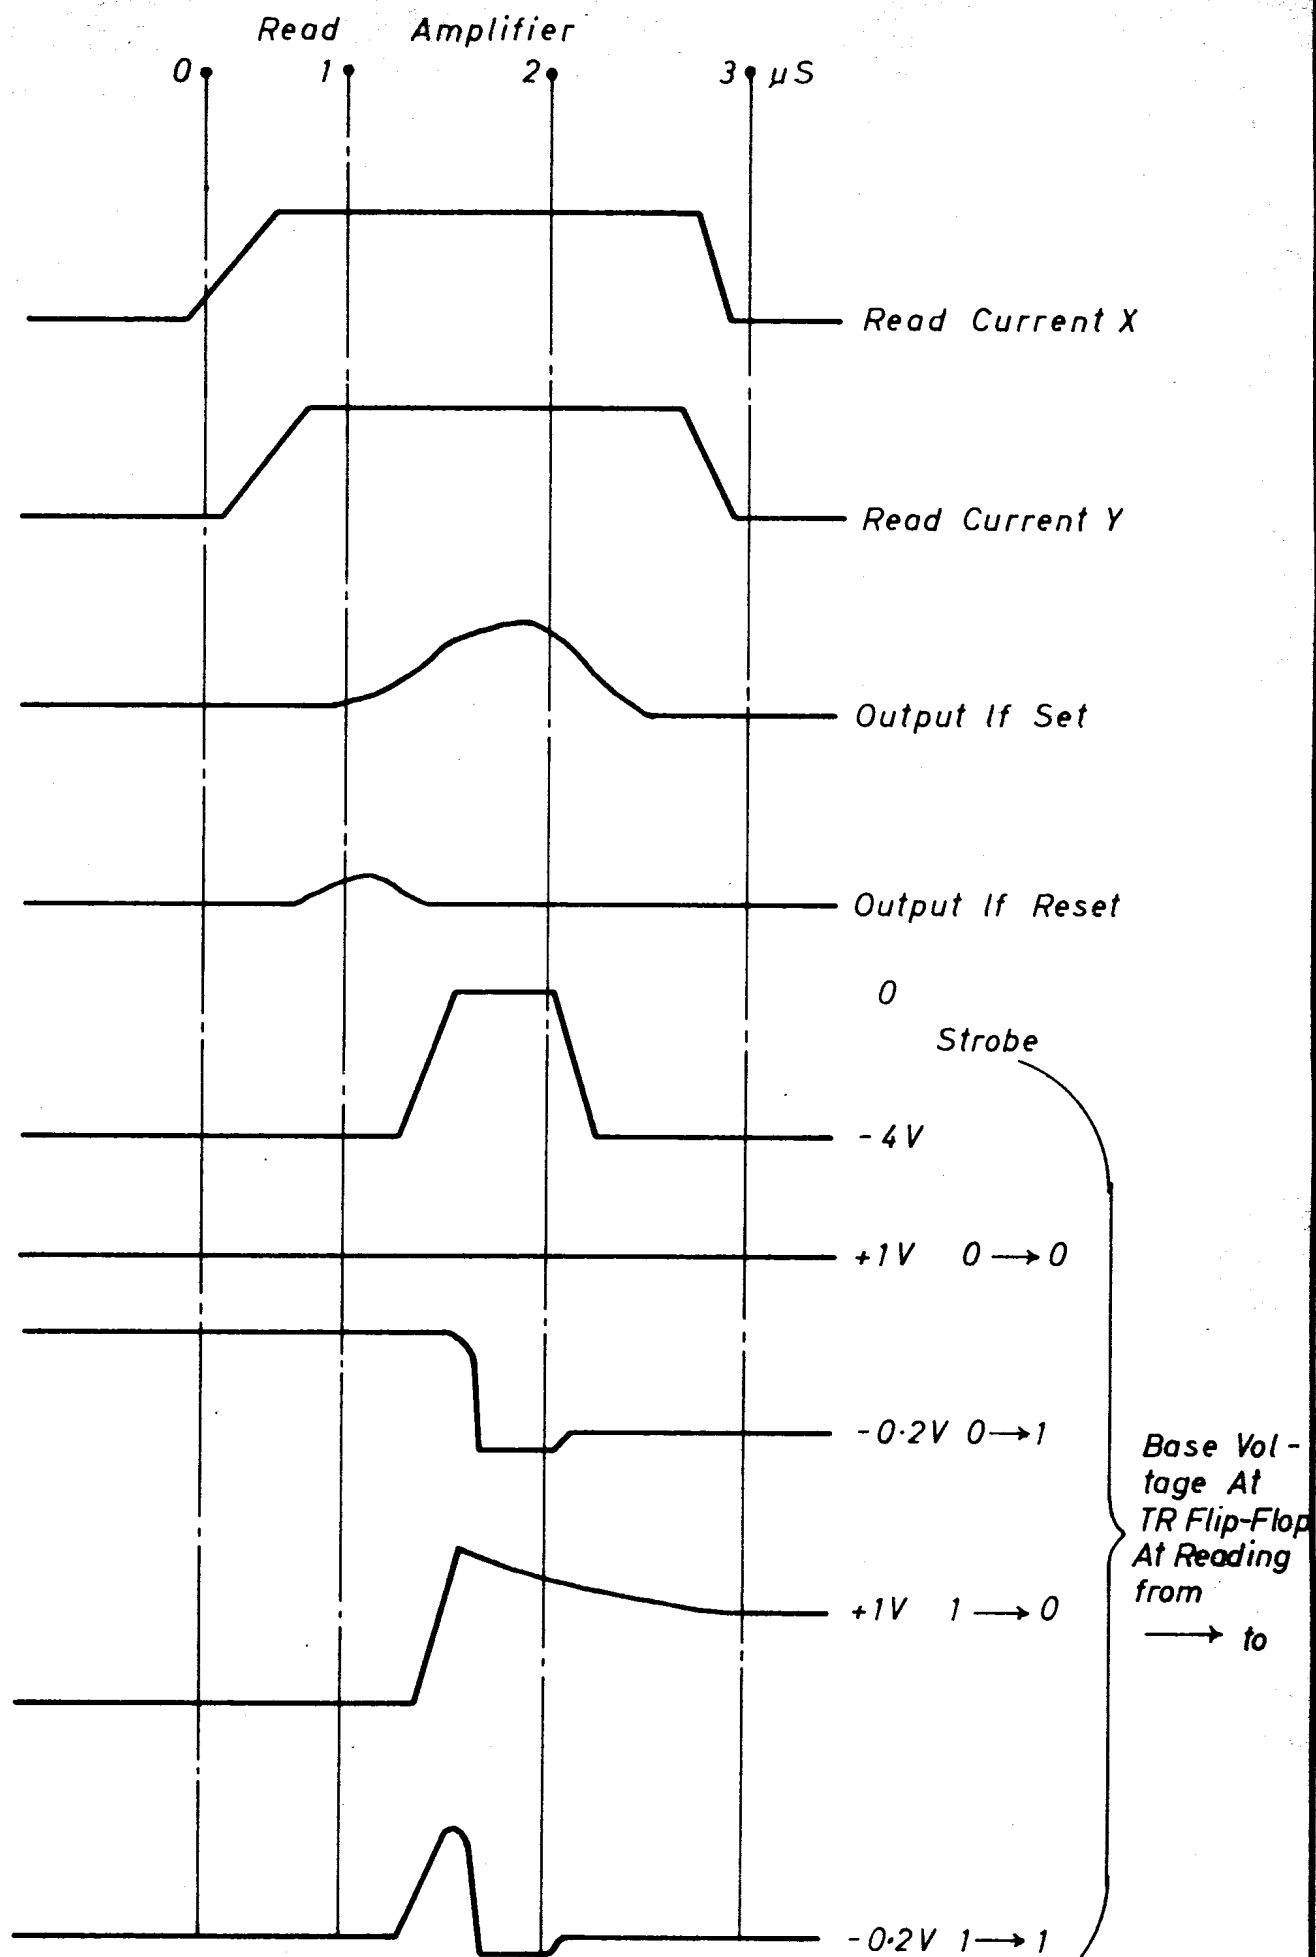 Read Amplifier
0 1 2 3 µS
Read Current X
Read Current Y
Output If Set
Output If Reset
0
Strobe
-4V
+1V 0→0
-0·2V 0→1
Base Vol-
tage At
TR Flip-Flop
At Reading
from
→ to
+1V 1→0
-0·2V 1→1